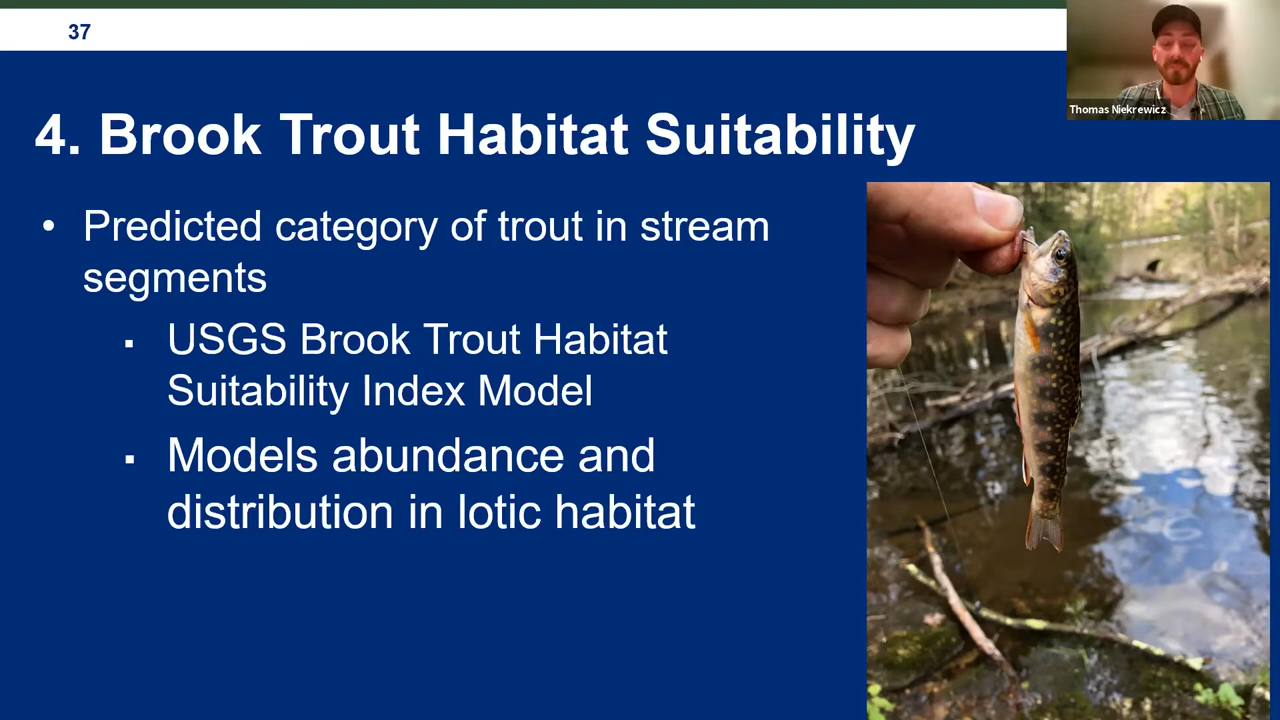 37
Thomas Niekrewicz
4. Brook Trout Habitat Suitability
• Predicted category of trout in stream
segments
▪ USGS Brook Trout Habitat
Suitability Index Model
▪ Models abundance and
distribution in lotic habitat